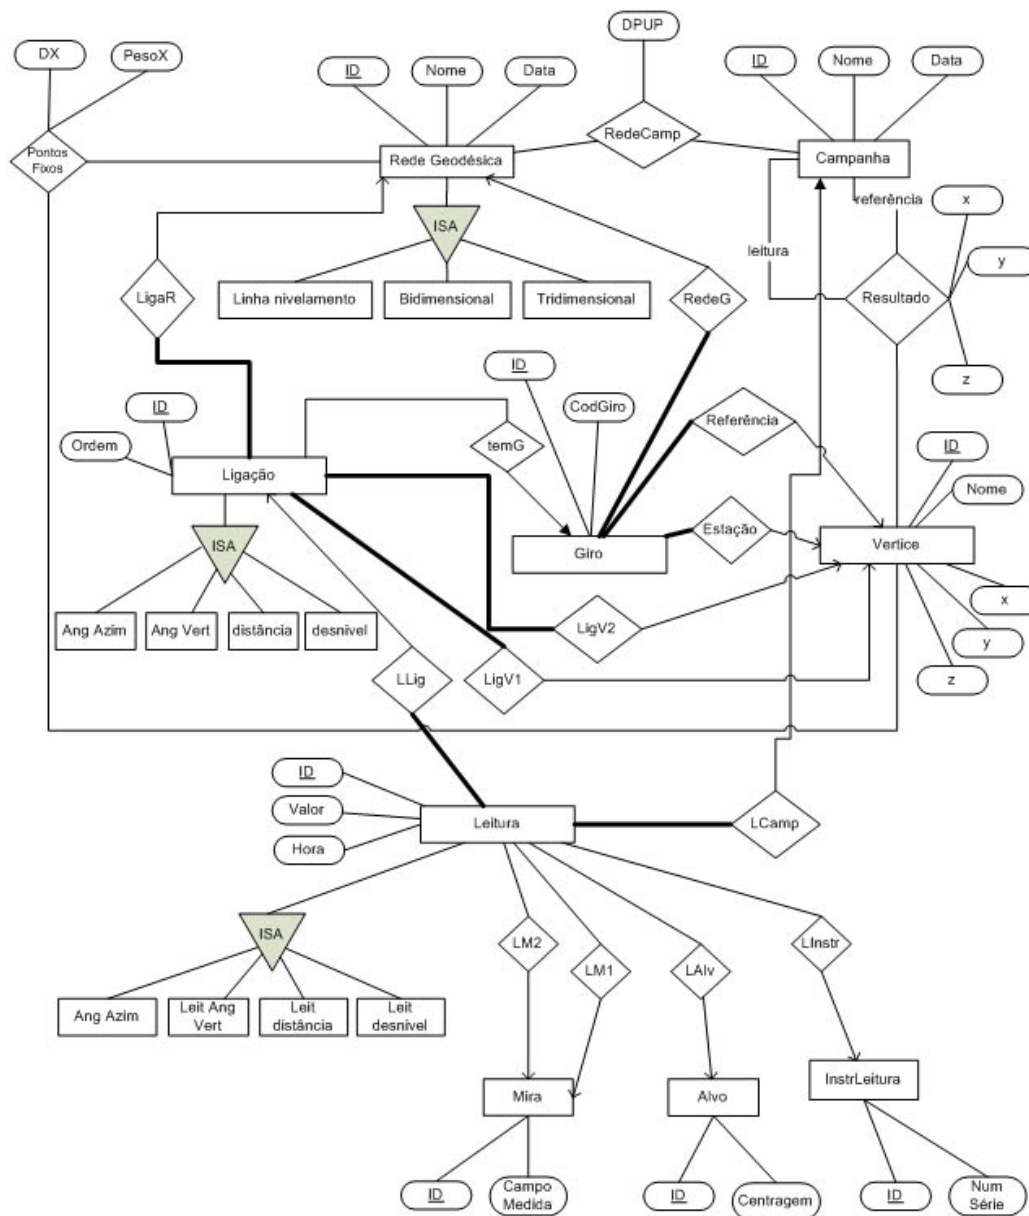 DPUP
DX
PesoX
ID
Nome
Data
ID
Nome
Data
RedeCamp
Pontos
Fixos
Rede Geodésica
Campanha
referência
x
ISA
leitura
y
LigaR
Linha nivelamento
Bidimensional
Tridimensional
RedeG
Resultado
z
ID
ID
CodGiro
Referência
Ordem
temG
ID
Ligação
Nome
Estação
ISA
Giro
Vertice
x
Ang Azim
Ang Vert
distância
desnível
LigV2
y
LLig
LigV1
z
ID
Valor
Leitura
LCamp
Hora
ISA
LM2
LInstr
LM1
LAlv
Ang Azim
Leit Ang
Vert
Leit
distância
Leit
desnível
InstrLeitura
Mira
Alvo
ID
Campo
Medida
ID
Centragem
ID
Num
Série